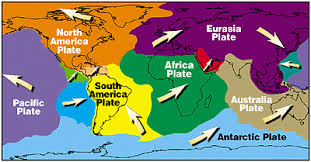 North
America
Plate
Eurasia
Plate
Africa
Plate
Pacific
Plate
South
America
Plate
Australia
Plate
Antarctic Plate